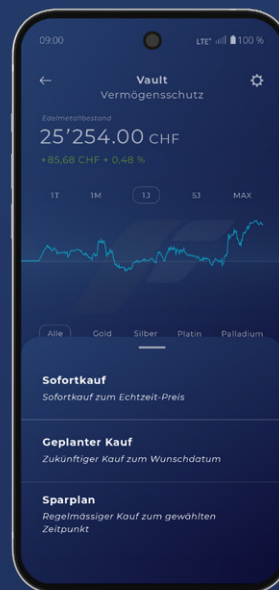 09:00 LTE+ 100 %
Vault
Vermögensschutz
Edelmetallbestand
25’254.00 CHF
+85,68 CHF + 0,48 %
1T 1M 1J 5J MAX
Alle Gold Silber Platin Palladium
Sofortkauf
Sofortkauf zum Echtzeit-Preis
Geplanter Kauf
Zukünftiger Kauf zum Wunschdatum
Sparplan
Regelmässiger Kauf zum gewählten
Zeitpunkt